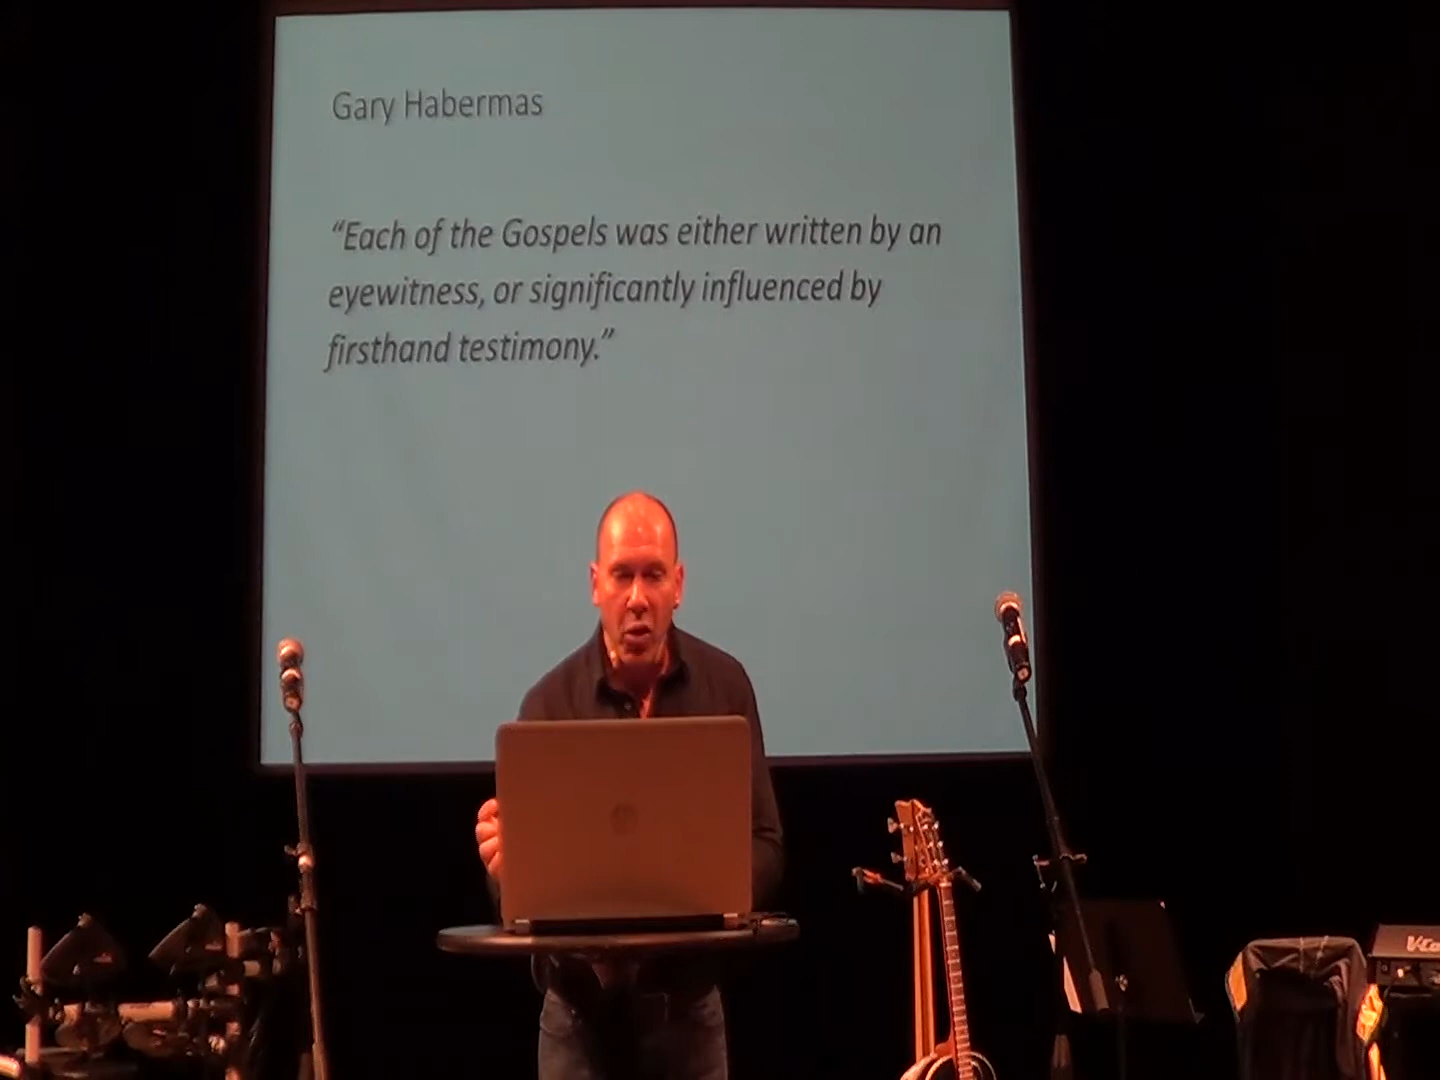 Gary Habermas
“Each of the Gospels was either written by an
eyewitness, or significantly influenced by
firsthand testimony.”